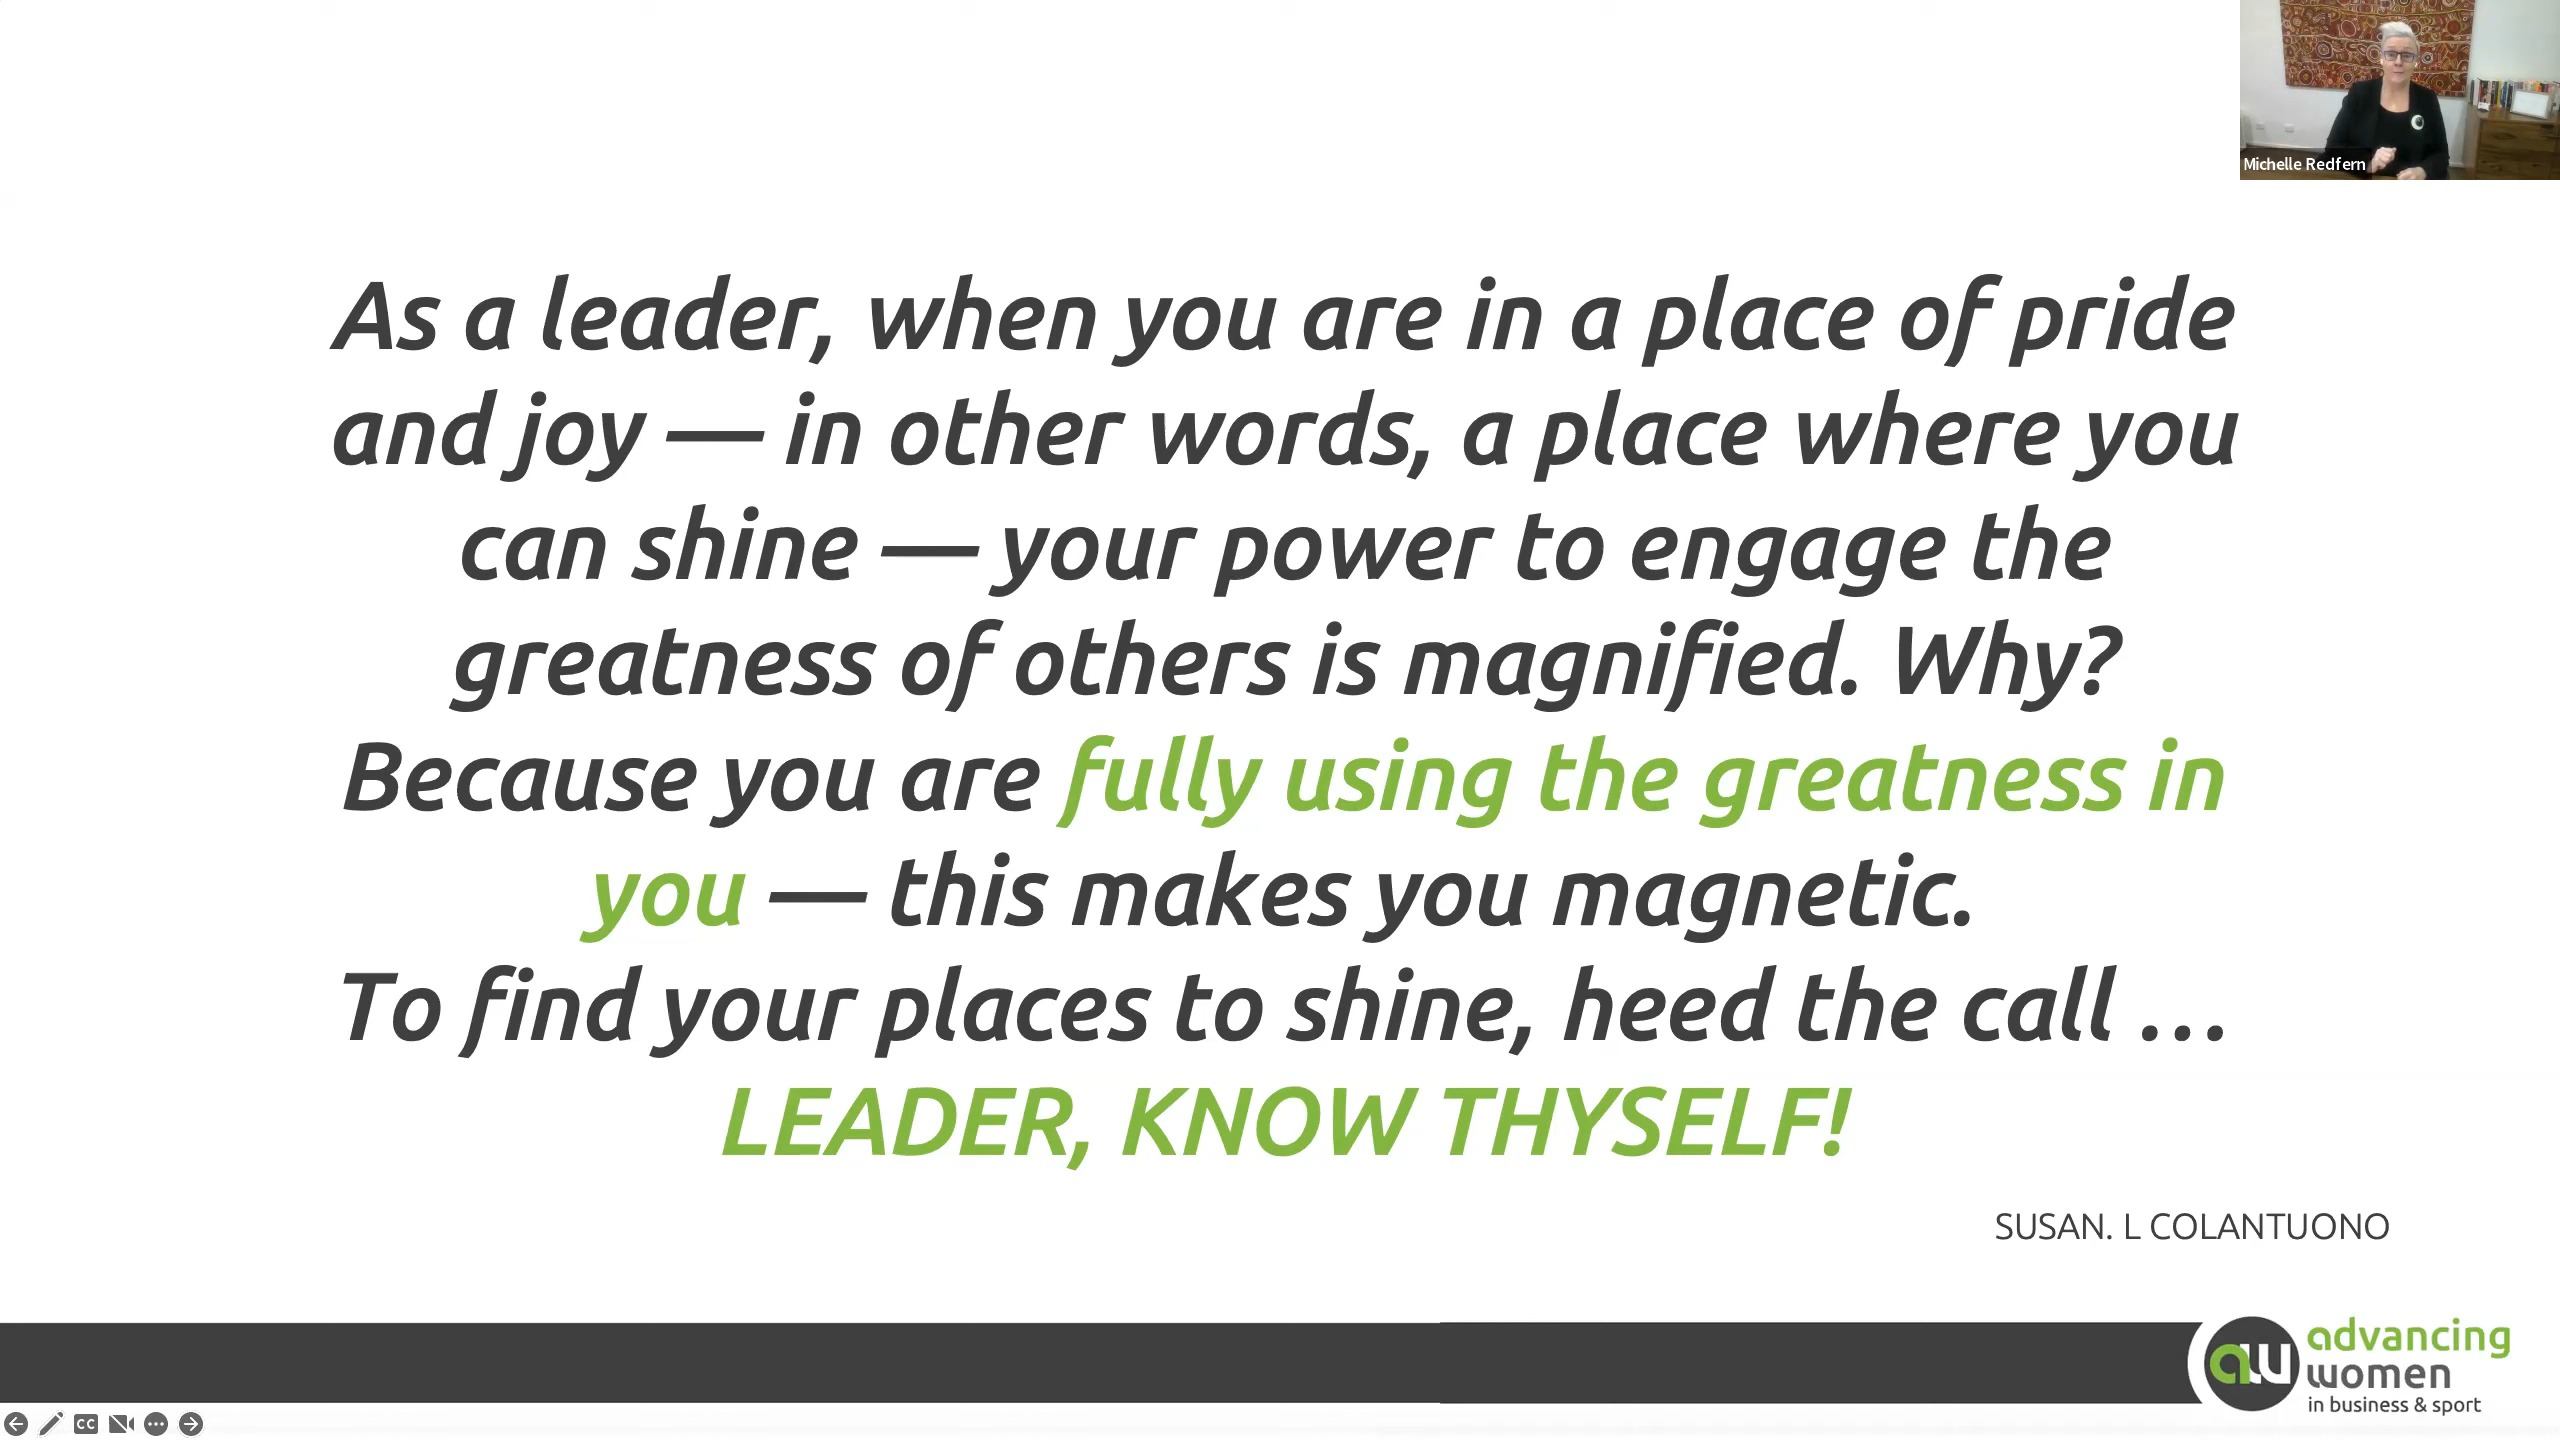 Michelle Redfern
As a leader, when you are in a place of pride
and joy — in other words, a place where you
can shine — your power to engage the
greatness of others is magnified. Why?
Because you are fully using the greatness in
you — this makes you magnetic.
To find your places to shine, heed the call …
LEADER, KNOW THYSELF!
SUSAN. L COLANTUONO
aw
advancing
women
in business & sport
CC